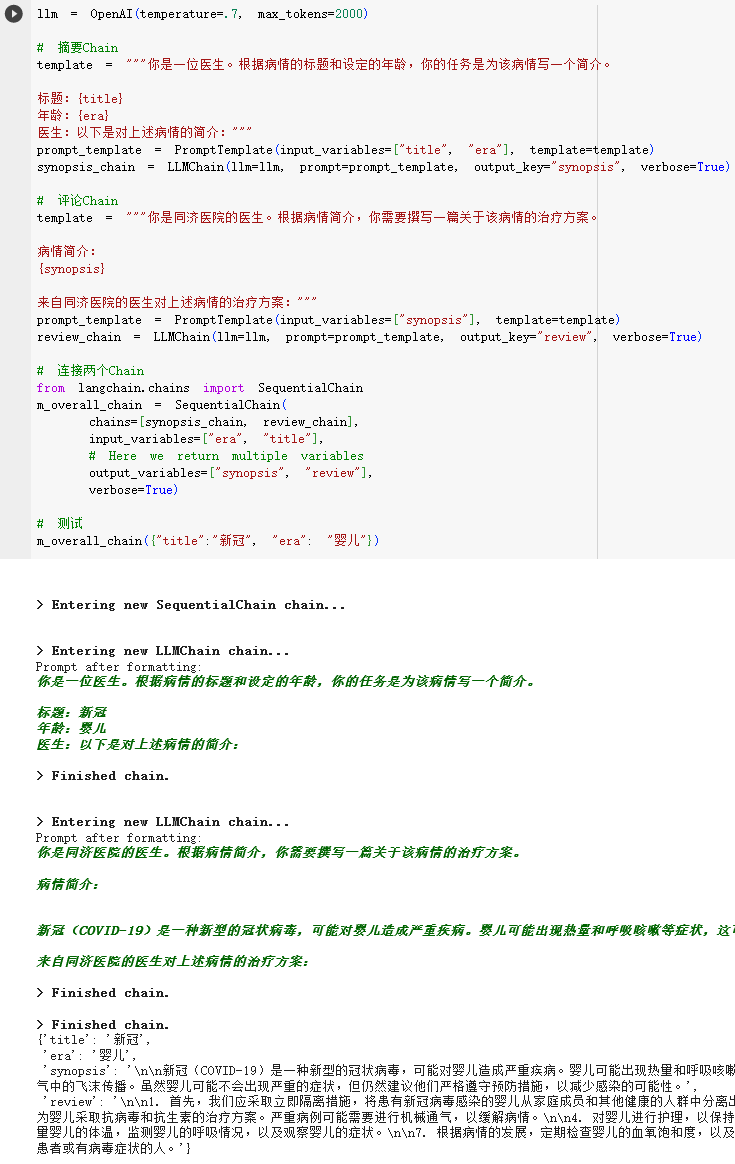 llm = OpenAI(temperature=.7, max_tokens=2000)
# 摘要Chain
template = """你是一位医生。根据病情的标题和设定的年龄，你的任务是为该病情写一个简介。
标题：{title}
年龄：{era}
医生：以下是对上述病情的简介："""
prompt_template = PromptTemplate(input_variables=["title", "era"], template=template)
synopsis_chain = LLMChain(llm=llm, prompt=prompt_template, output_key="synopsis", verbose=True)
# 评论Chain
template = """你是同济医院的医生。根据病情简介，你需要撰写一篇关于该病情的治疗方案。
病情简介：
{synopsis}
来自同济医院的医生对上述病情的治疗方案："""
prompt_template = PromptTemplate(input_variables=["synopsis"], template=template)
review_chain = LLMChain(llm=llm, prompt=prompt_template, output_key="review", verbose=True)
# 连接两个Chain
from langchain.chains import SequentialChain
m_overall_chain = SequentialChain(
chains=[synopsis_chain, review_chain],
input_variables=["era", "title"],
# Here we return multiple variables
output_variables=["synopsis", "review"],
verbose=True)
# 测试
m_overall_chain({"title":"新冠", "era": "婴儿"})
> Entering new SequentialChain chain...
> Entering new LLMChain chain...
Prompt after formatting:
你是一位医生。根据病情的标题和设定的年龄，你的任务是为该病情写一个简介。
标题：新冠
年龄：婴儿
医生：以下是对上述病情的简介：
> Finished chain.
> Entering new LLMChain chain...
Prompt after formatting:
你是同济医院的医生。根据病情简介，你需要撰写一篇关于该病情的治疗方案。
病情简介：
新冠（COVID-19）是一种新型的冠状病毒，可能对婴儿造成严重疾病。婴儿可能出现热量和呼吸咳嗽等症状，这可
来自同济医院的医生对上述病情的治疗方案：
> Finished chain.
> Finished chain.
{'title': '新冠',
'era': '婴儿',
'synopsis': '\n\n新冠（COVID-19）是一种新型的冠状病毒，可能对婴儿造成严重疾病。婴儿可能出现热量和呼吸咳嗽
气中的飞沫传播。虽然婴儿可能不会出现严重的症状，但仍然建议他们严格遵守预防措施，以减少感染的可能性。',
'review': '\n\n1. 首先，我们应采取立即隔离措施，将患有新冠病毒感染的婴儿从家庭成员和其他健康的人群中分离出
为婴儿采取抗病毒和抗生素的治疗方案。严重病例可能需要进行机械通气，以缓解病情。\n\n4. 对婴儿进行护理，以保持
量婴儿的体温，监测婴儿的呼吸情况，以及观察婴儿的症状。\n\n7. 根据病情的发展，定期检查婴儿的血氧饱和度，以及
患者或有病毒症状的人。'}